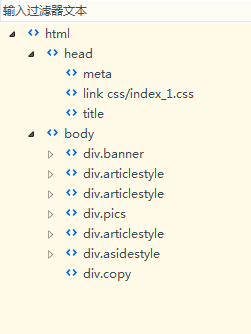 输入过滤器文本
html
head
meta
link css/index_1.css
title
body
div.banner
div.articlestyle
div.articlestyle
div.pics
div.articlestyle
div.asidestyle
div.copy